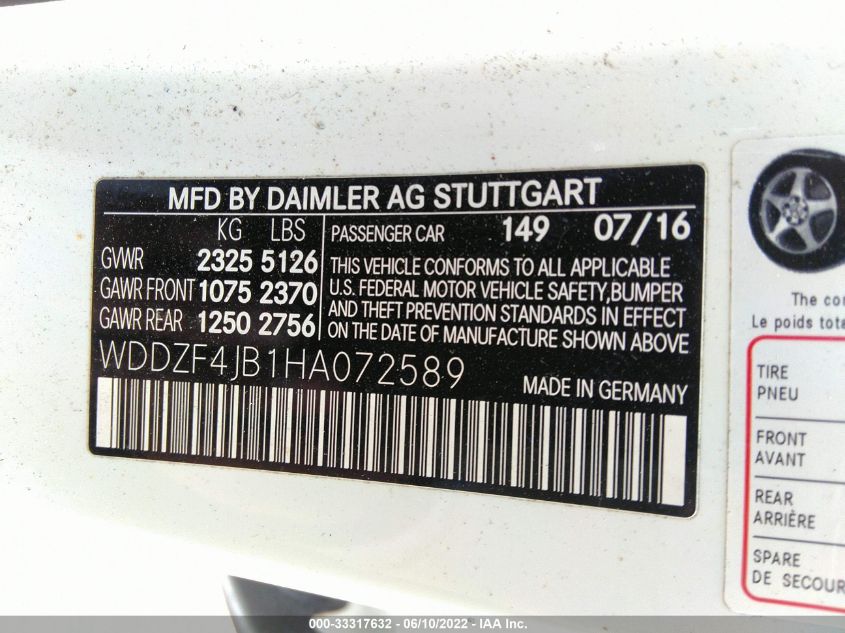 MFD BY DAIMLER AG STUTTGART
KG LBS
GVWR 2325 5126
GAWR FRONT 1075 2370
GAWR REAR 1250 2756
PASSENGER CAR 149 07/16
THIS VEHICLE CONFORMS TO ALL APPLICABLE
U.S. FEDERAL MOTOR VEHICLE SAFETY,BUMPER
AND THEFT PREVENTION STANDARDS IN EFFECT
ON THE DATE OF MANUFACTURE SHOWN ABOVE
WDDZF4JB1HA072589
MADE IN GERMANY
The
Le poids
TIRE
PNEU
FRONT
AVANT
REAR
ARRIÈRE
SPARE
DE SECOUR
000-33317632 - 06/10/2022 - IAA Inc.